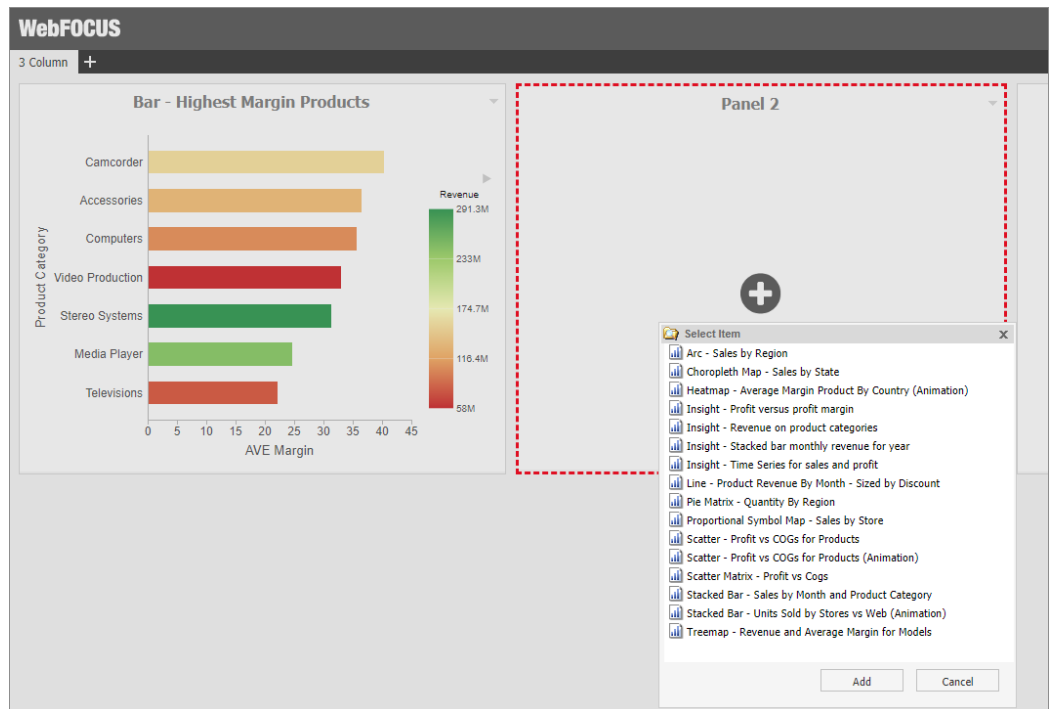 WebFOCUS
3 Column +
Bar - Highest Margin Products
Product Category
Camcorder
Accessories
Computers
Video Production
Stereo Systems
Media Player
Televisions
0 5 10 15 20 25 30 35 40 45
AVE Margin
Revenue
291.3M
233M
174.7M
116.4M
58M
Panel 2
Select Item X
Arc - Sales by Region
Choropleth Map - Sales by State
Heatmap - Average Margin Product By Country (Animation)
Insight - Profit versus profit margin
Insight - Revenue on product categories
Insight - Stacked bar monthly revenue for year
Insight - Time Series for sales and profit
Line - Product Revenue By Month - Sized by Discount
Pie Matrix - Quantity By Region
Proportional Symbol Map - Sales by Store
Scatter - Profit vs COGs for Products
Scatter - Profit vs COGs for Products (Animation)
Scatter Matrix - Profit vs Cogs
Stacked Bar - Sales by Month and Product Category
Stacked Bar - Units Sold by Stores vs Web (Animation)
Treemap - Revenue and Average Margin for Models
Add Cancel